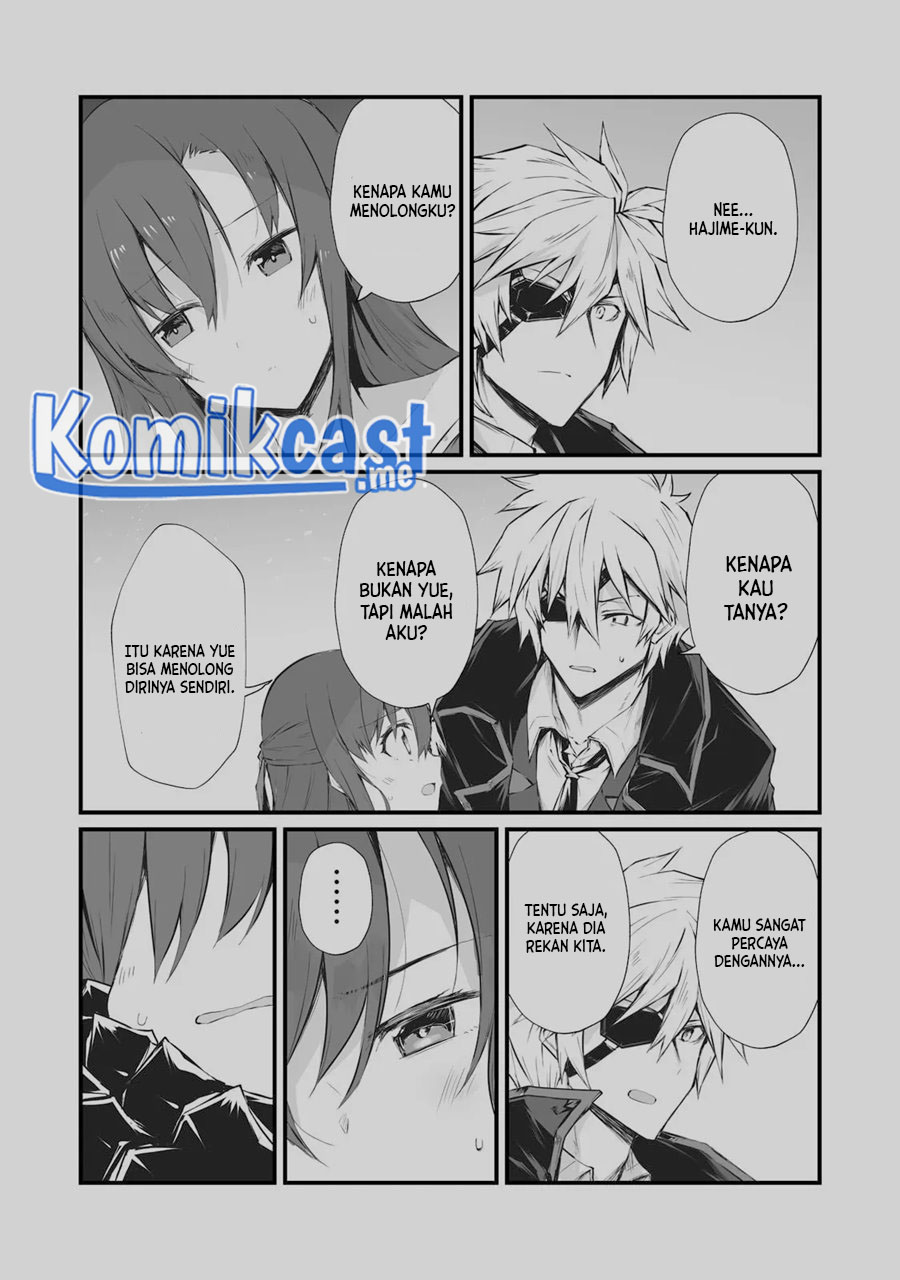 NEE...
HAJIME-KUN.
KENAPA KAMU
MENOLONGKU?
Komikcast
.me
KENAPA
KAU
TANYA?
KENAPA
BUKAN YUE,
TAPI MALAH
AKU?
ITU KARENA YUE
BISA MENOLONG
DIRINYA SENDIRI.
KAMU SANGAT
PERCAYA
DENGANNYA...
TENTU SAJA,
KARENA DIA
REKAN KITA.
......